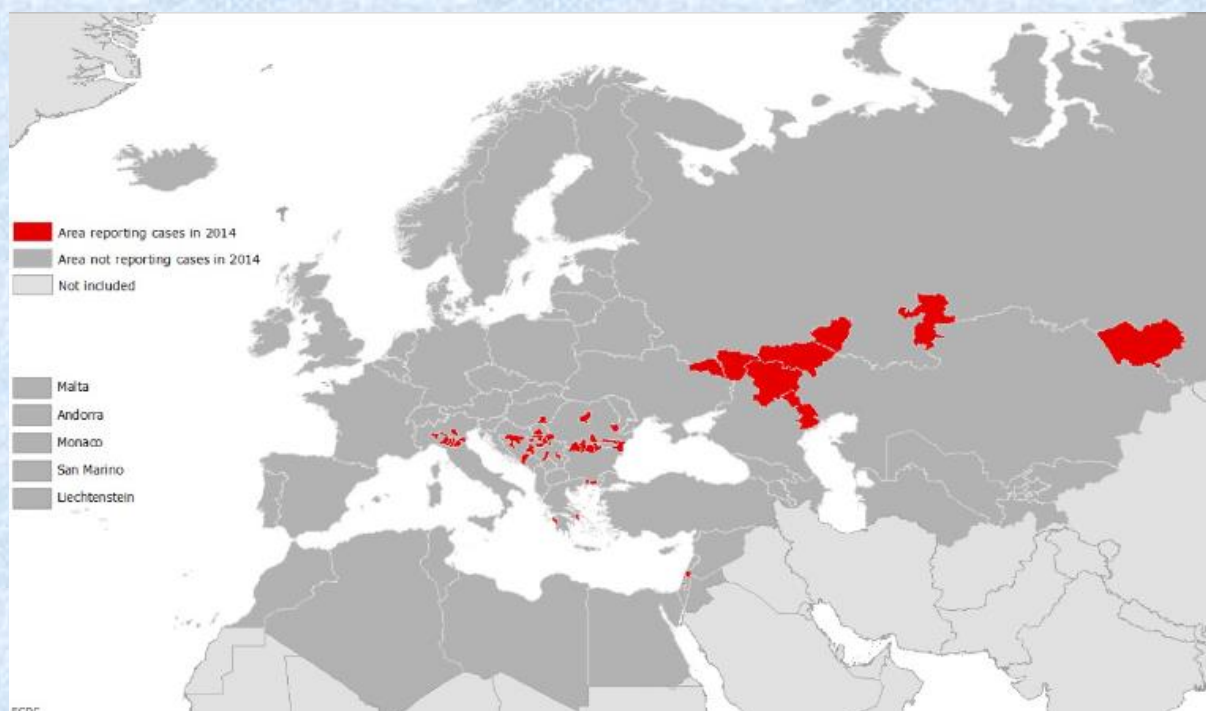 Area reporting cases in 2014
Area not reporting cases in 2014
Not included
Malta
Andorra
Monaco
San Marino
Liechtenstein